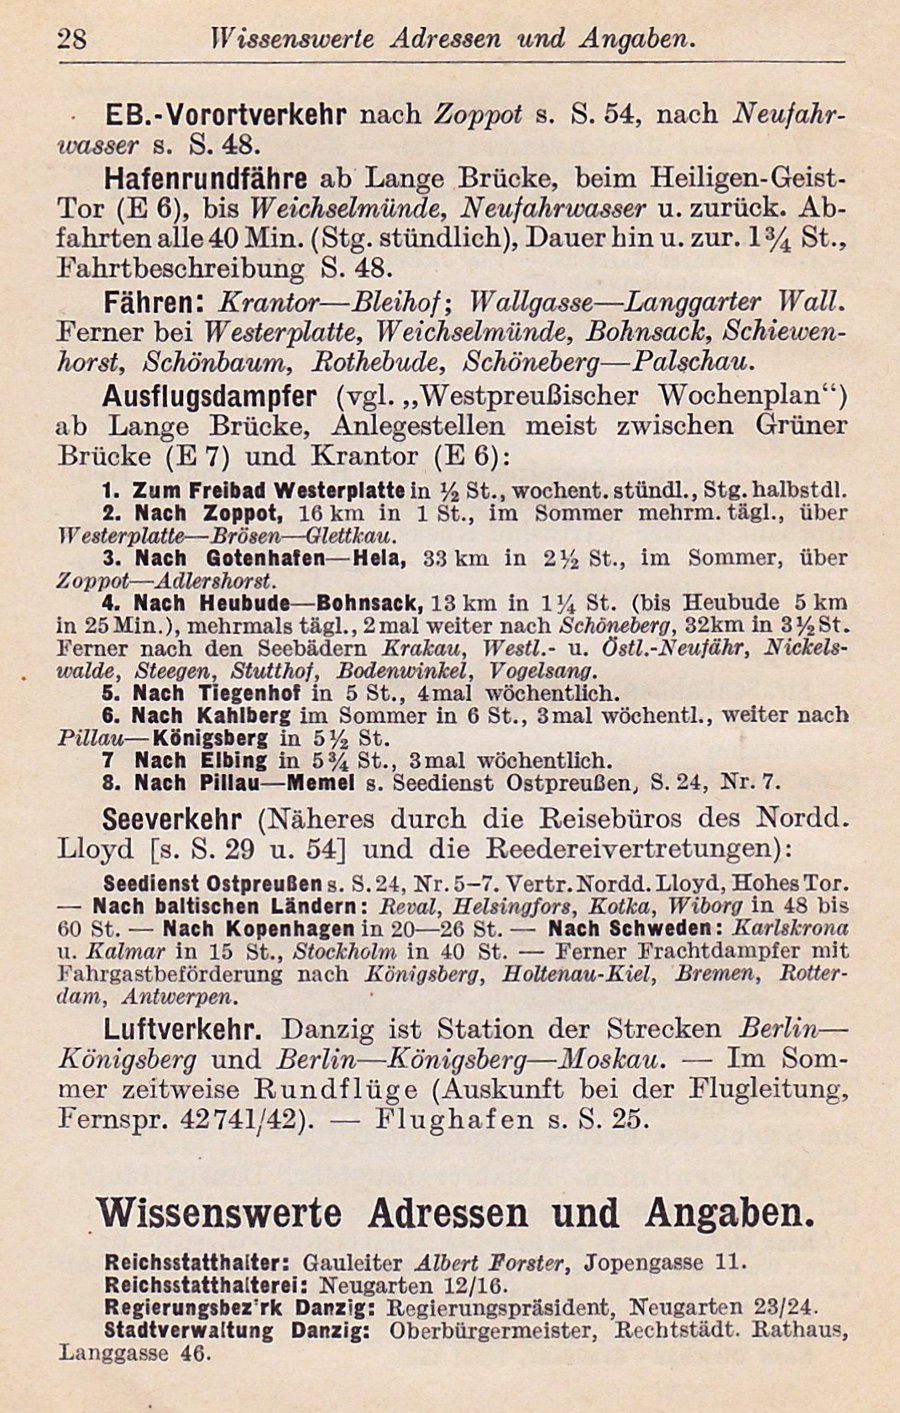 28 Wissenswerte Adressen und Angaben.
EB.-Vorortverkehr nach Zoppot s. S. 54, nach Neufahr-
wasser s. S. 48.
Hafenrundfähre ab Lange Brücke, beim Heiligen-Geist-
Tor (E 6), bis Weichselmünde, Neufahrwasser u. zurück. Ab-
fahrten alle 40 Min. (Stg. stündlich), Dauer hin u. zur. 1¾ St.,
Fahrtbeschreibung S. 48.
Fähren: Krantor—Bleihof; Wallgasse—Langgarter Wall.
Ferner bei Westerplatte, Weichselmünde, Bohnsack, Schiewen-
horst, Schönbaum, Rothebude, Schöneberg—Palschau.
Ausflugsdampfer (vgl. „Westpreußischer Wochenplan“)
ab Lange Brücke, Anlegestellen meist zwischen Grüner
Brücke (E 7) und Krantor (E 6):
1. Zum Freibad Westerplatte in ½ St., wochent. stündl., Stg. halbstdl.
2. Nach Zoppot, 16 km in 1 St., im Sommer mehrm. tägl., über
Westerplatte—Brösen—Glettkau.
3. Nach Gotenhafen—Hela, 33 km in 2½ St., im Sommer, über
Zoppot—Adlershorst.
4. Nach Heubude—Bohnsack, 13 km in 1¼ St. (bis Heubude 5 km
in 25 Min.), mehrmals tägl., 2mal weiter nach Schöneberg, 32km in 3½ St.
Ferner nach den Seebädern Krakau, Westl.- u. Östl.-Neufähr, Nickels-
walde, Steegen, Stutthof, Bodenwinkel, Vogelsang.
5. Nach Tiegenhof in 5 St., 4mal wöchentlich.
6. Nach Kahlberg im Sommer in 6 St., 3mal wöchentl., weiter nach
Pillau—Königsberg in 5½ St.
7 Nach Elbing in 5¾ St., 3mal wöchentlich.
8. Nach Pillau—Memel s. Seedienst Ostpreußen, S. 24, Nr. 7.
Seeverkehr (Näheres durch die Reisebüros des Nordd.
Lloyd [s. S. 29 u. 54] und die Reedereivertretungen):
Seedienst Ostpreußen s. S. 24, Nr. 5–7. Vertr. Nordd. Lloyd, Hohes Tor.
— Nach baltischen Ländern: Reval, Helsingfors, Kotka, Wiborg in 48 bis
60 St. — Nach Kopenhagen in 20—26 St. — Nach Schweden: Karlskrona
u. Kalmar in 15 St., Stockholm in 40 St. — Ferner Frachtdampfer mit
Fahrgastbeförderung nach Königsberg, Holtenau-Kiel, Bremen, Rotter-
dam, Antwerpen.
Luftverkehr. Danzig ist Station der Strecken Berlin—
Königsberg und Berlin—Königsberg—Moskau. — Im Som-
mer zeitweise Rundflüge (Auskunft bei der Flugleitung,
Fernspr. 42741/42). — Flughafen s. S. 25.
Wissenswerte Adressen und Angaben.
Reichsstatthalter: Gauleiter Albert Forster, Jopengasse 11.
Reichsstatthalterei: Neugarten 12/16.
Regierungsbezirk Danzig: Regierungspräsident, Neugarten 23/24.
Stadtverwaltung Danzig: Oberbürgermeister, Rechtstädt. Rathaus,
Langgasse 46.